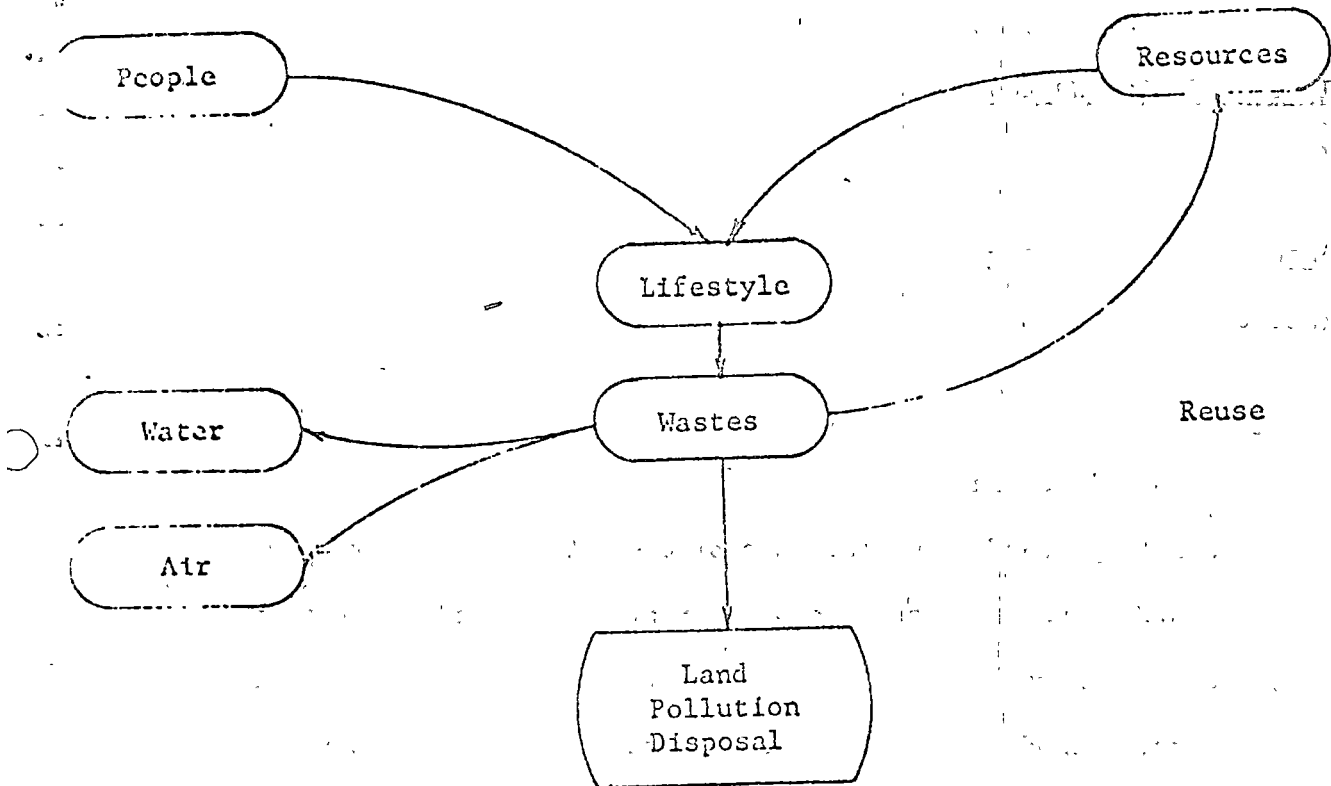 People
Resources
Lifestyle
Wastes
Reuse
Water
Air
Land
Pollution
Disposal